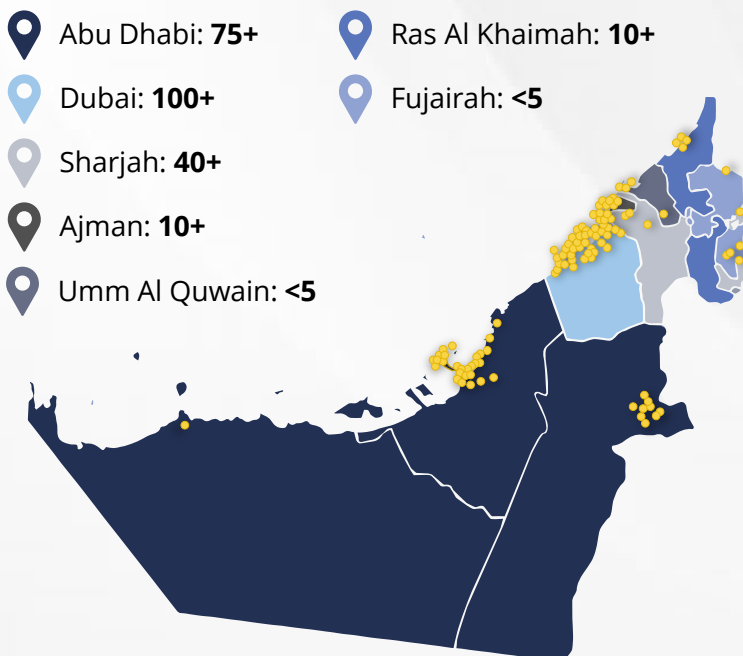 Abu Dhabi: 75+
Dubai: 100+
Sharjah: 40+
Ajman: 10+
Umm Al Quwain: <5
Ras Al Khaimah: 10+
Fujairah: <5